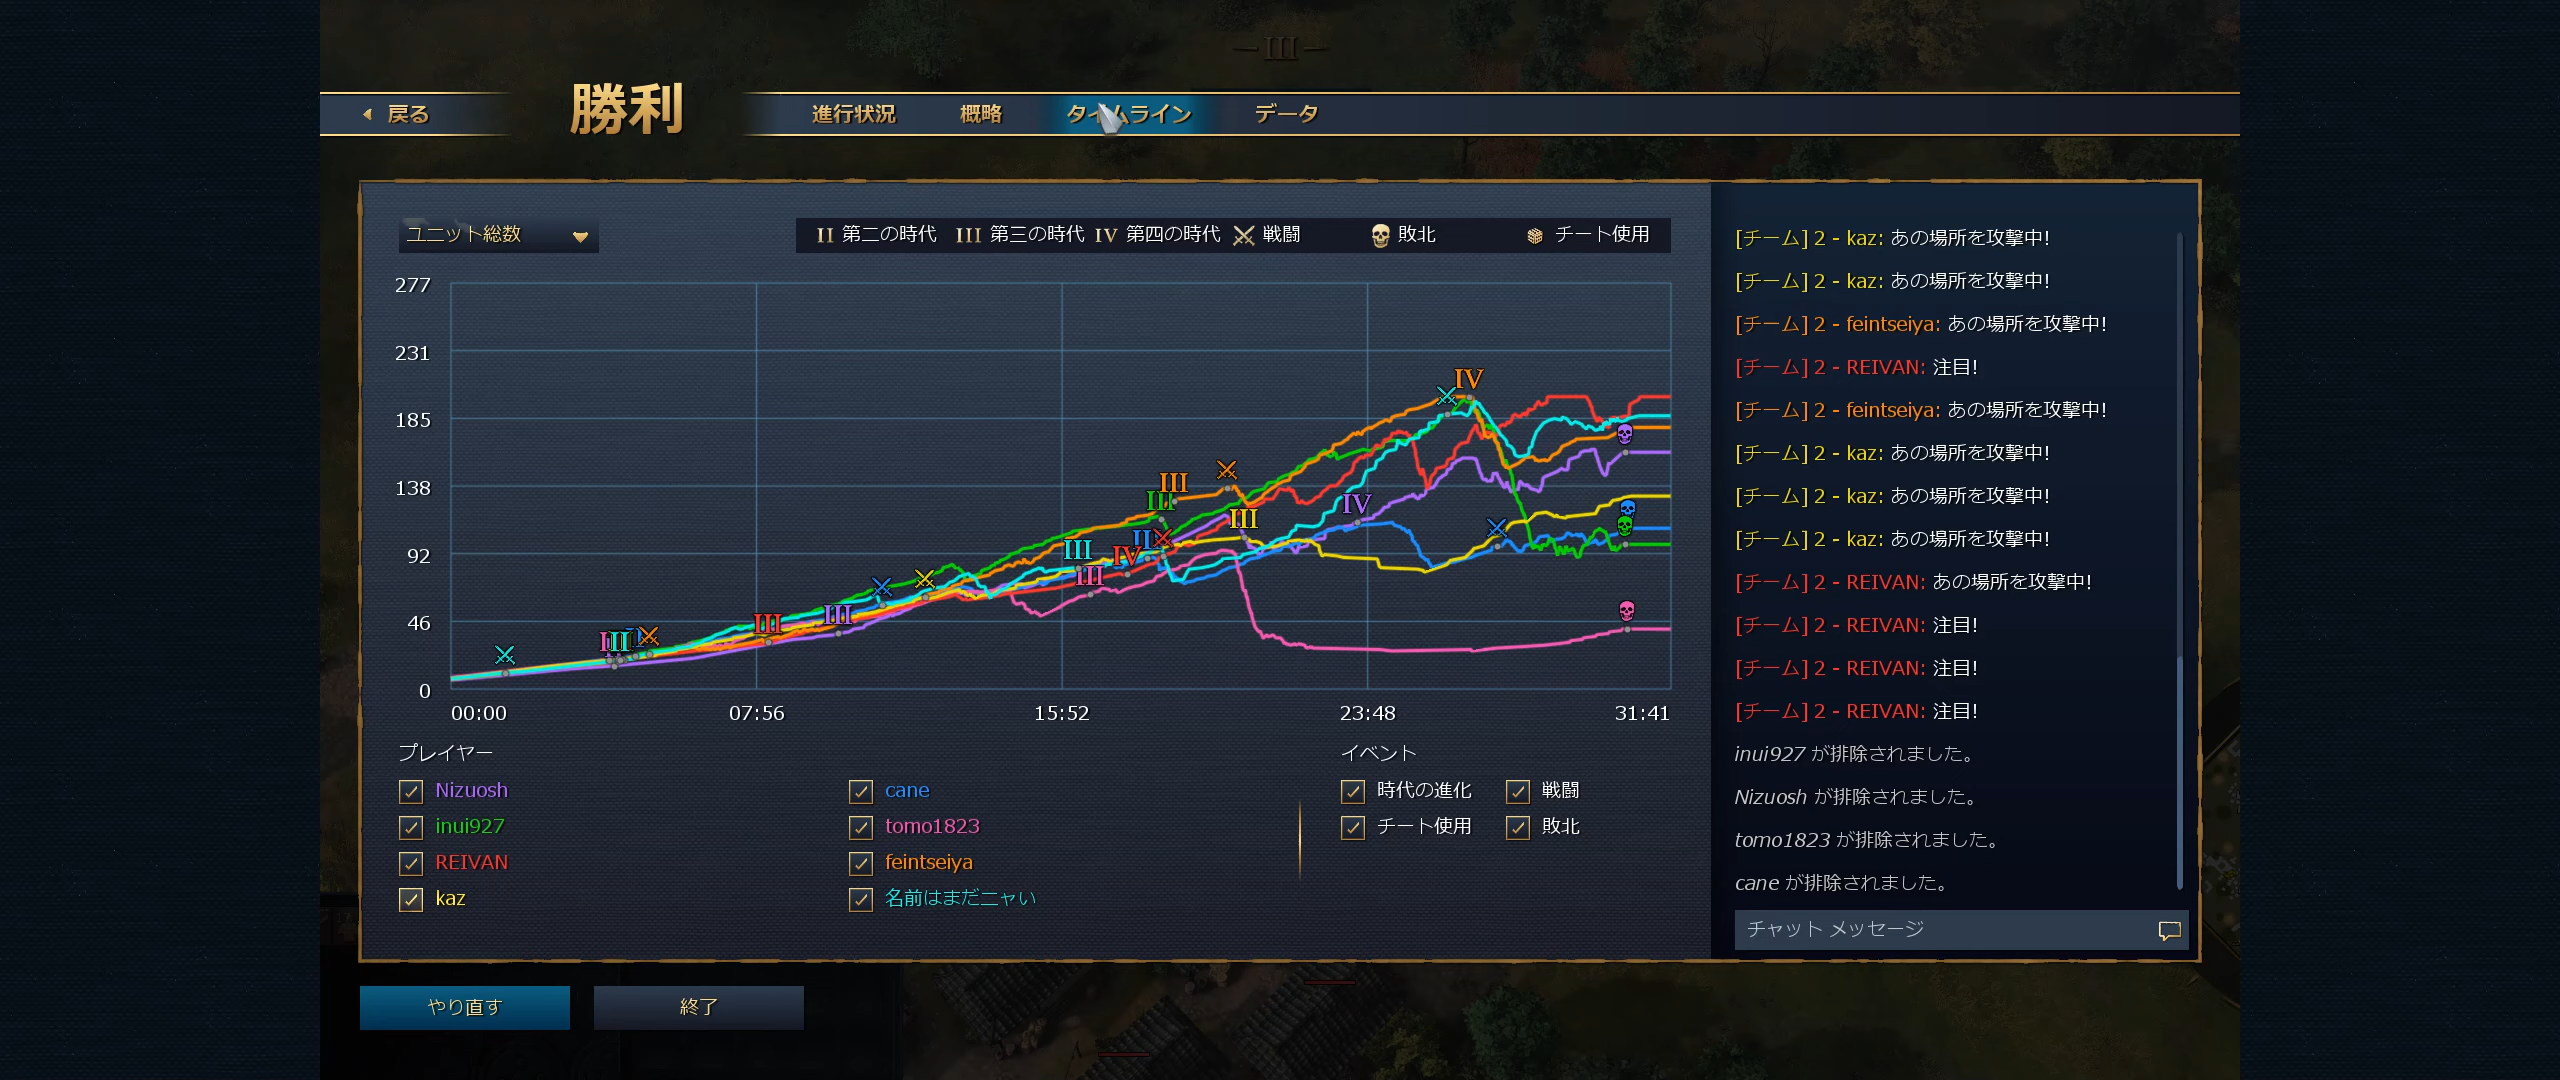 III
戻る
勝利
進行状況
概略
タイムライン
データ
ユニット総数
II 第二の時代 III 第三の時代 IV 第四の時代 戦闘 敗北 チート使用
277
231
185
138
92
46
0
IV
III
III
III
IV
III
II
IV
III
III
III
III
00:00 07:56 15:52 23:48 31:41
プレイヤー
Nizuosh
inui927
REIVAN
kaz
cane
tomo1823
feintseiya
名前はまだニャい
イベント
時代の進化 戦闘
チート使用 敗北
[チーム] 2 - kaz: あの場所を攻撃中!
[チーム] 2 - kaz: あの場所を攻撃中!
[チーム] 2 - feintseiya: あの場所を攻撃中!
[チーム] 2 - REIVAN: 注目!
[チーム] 2 - feintseiya: あの場所を攻撃中!
[チーム] 2 - kaz: あの場所を攻撃中!
[チーム] 2 - kaz: あの場所を攻撃中!
[チーム] 2 - kaz: あの場所を攻撃中!
[チーム] 2 - REIVAN: あの場所を攻撃中!
[チーム] 2 - REIVAN: 注目!
[チーム] 2 - REIVAN: 注目!
[チーム] 2 - REIVAN: 注目!
inui927 が排除されました。
Nizuosh が排除されました。
tomo1823 が排除されました。
cane が排除されました。
チャット メッセージ
やり直す
終了